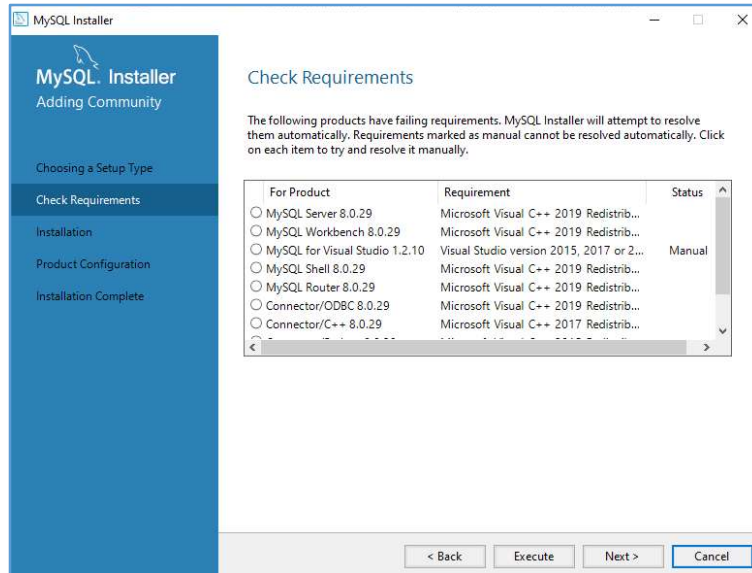 MySQL Installer
MySQL. Installer
Adding Community
Choosing a Setup Type
Check Requirements
Installation
Product Configuration
Installation Complete
Check Requirements
The following products have failing requirements. MySQL Installer will attempt to resolve
them automatically. Requirements marked as manual cannot be resolved automatically. Click
on each item to try and resolve it manually.
For Product Requirement Status
MySQL Server 8.0.29 Microsoft Visual C++ 2019 Redistrib...
MySQL Workbench 8.0.29 Microsoft Visual C++ 2019 Redistrib...
MySQL for Visual Studio 1.2.10 Visual Studio version 2015, 2017 or 2... Manual
MySQL Shell 8.0.29 Microsoft Visual C++ 2019 Redistrib...
MySQL Router 8.0.29 Microsoft Visual C++ 2019 Redistrib...
Connector/ODBC 8.0.29 Microsoft Visual C++ 2019 Redistrib...
Connector/C++ 8.0.29 Microsoft Visual C++ 2017 Redistrib...
< Back Execute Next > Cancel